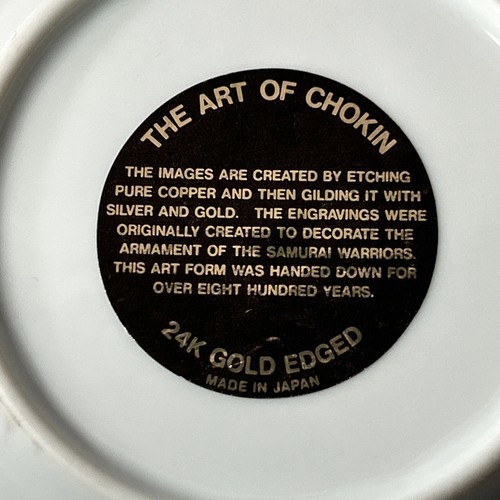 THE ART OF CHOKIN
THE IMAGES ARE CREATED BY ETCHING
PURE COPPER AND THEN GILDING IT WITH
SILVER AND GOLD. THE ENGRAVINGS WERE
ORIGINALLY CREATED TO DECORATE THE
ARMAMENT OF THE SAMURAI WARRIORS.
THIS ART FORM WAS HANDED DOWN FOR
OVER EIGHT HUNDRED YEARS.
24K GOLD EDGED
MADE IN JAPAN